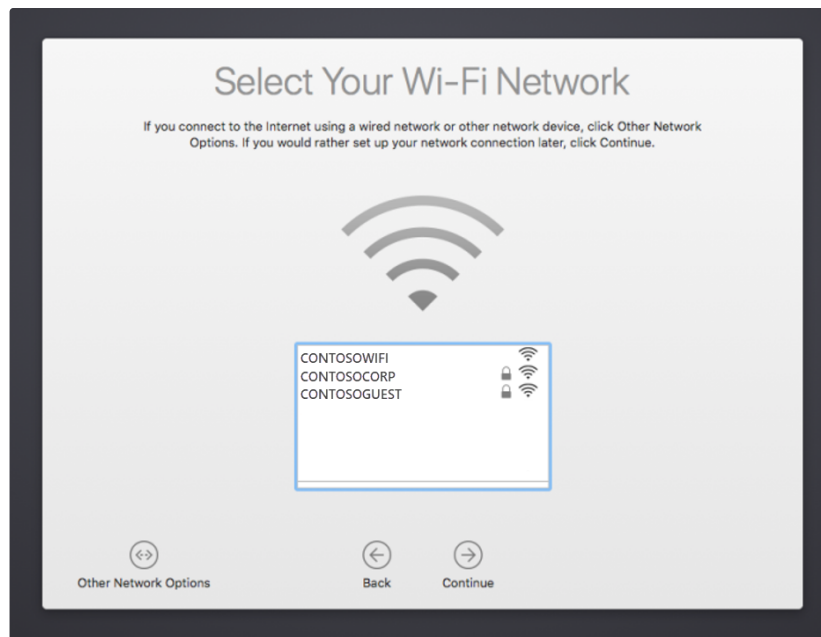 Select Your Wi-Fi Network
If you connect to the Internet using a wired network or other network device, click Other Network
Options. If you would rather set up your network connection later, click Continue.
CONTOSOWIFI
CONTOSOCORP
CONTOSOGUEST
Other Network Options
Back
Continue